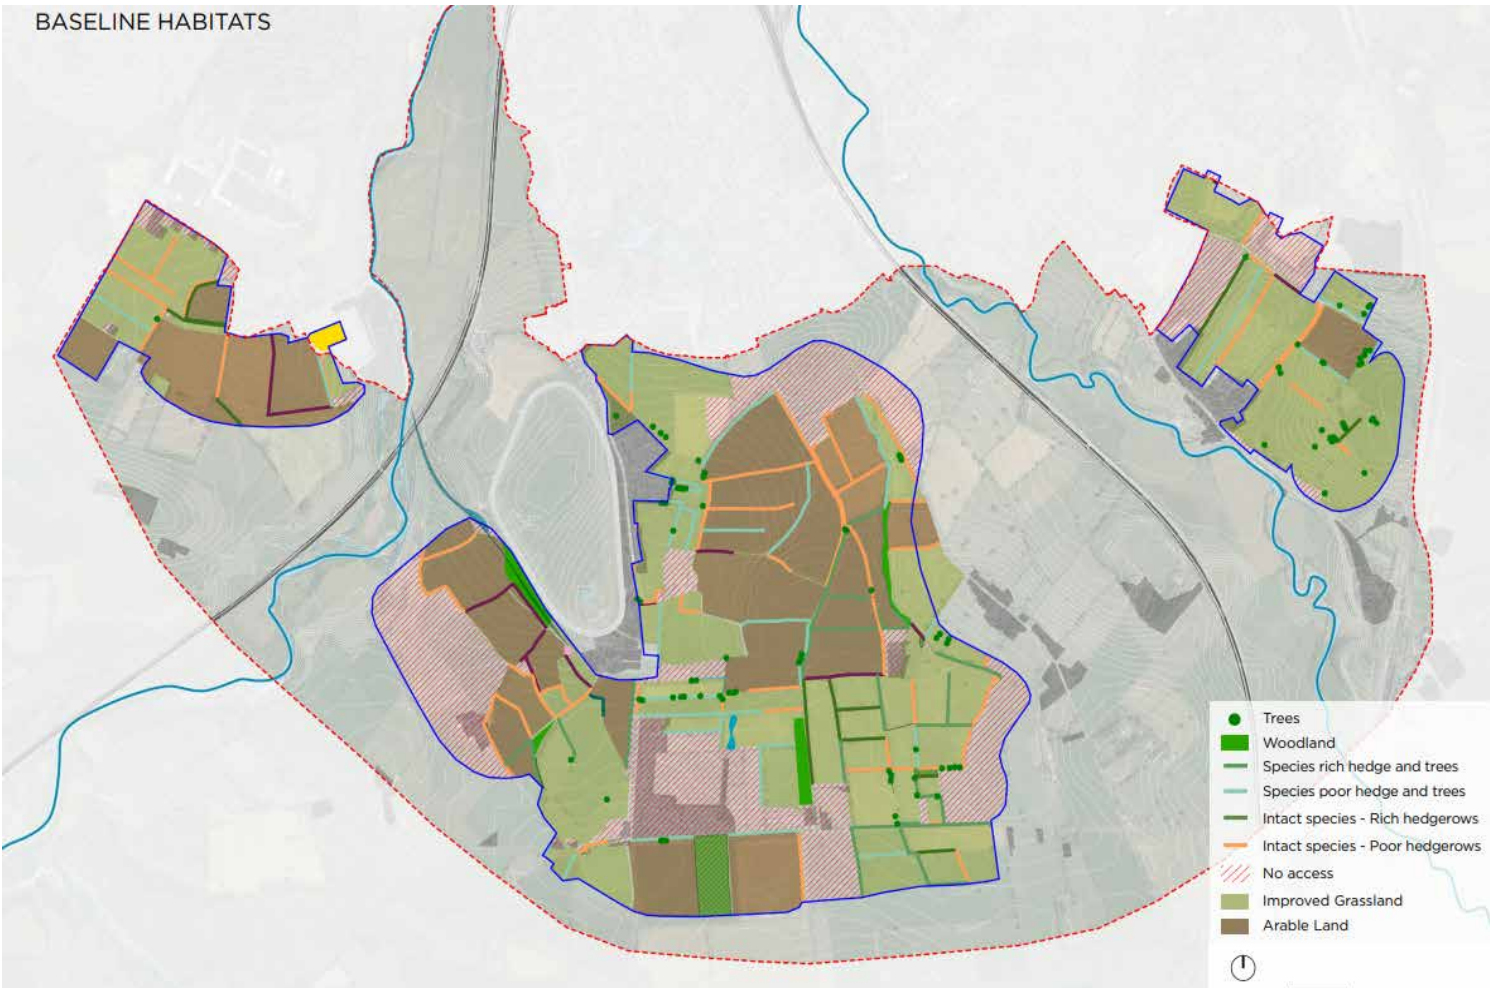 BASELINE HABITATS
Trees
Woodland
Species rich hedge and trees
Species poor hedge and trees
Intact species - Rich hedgerows
Intact species - Poor hedgerows
No access
Improved Grassland
Arable Land